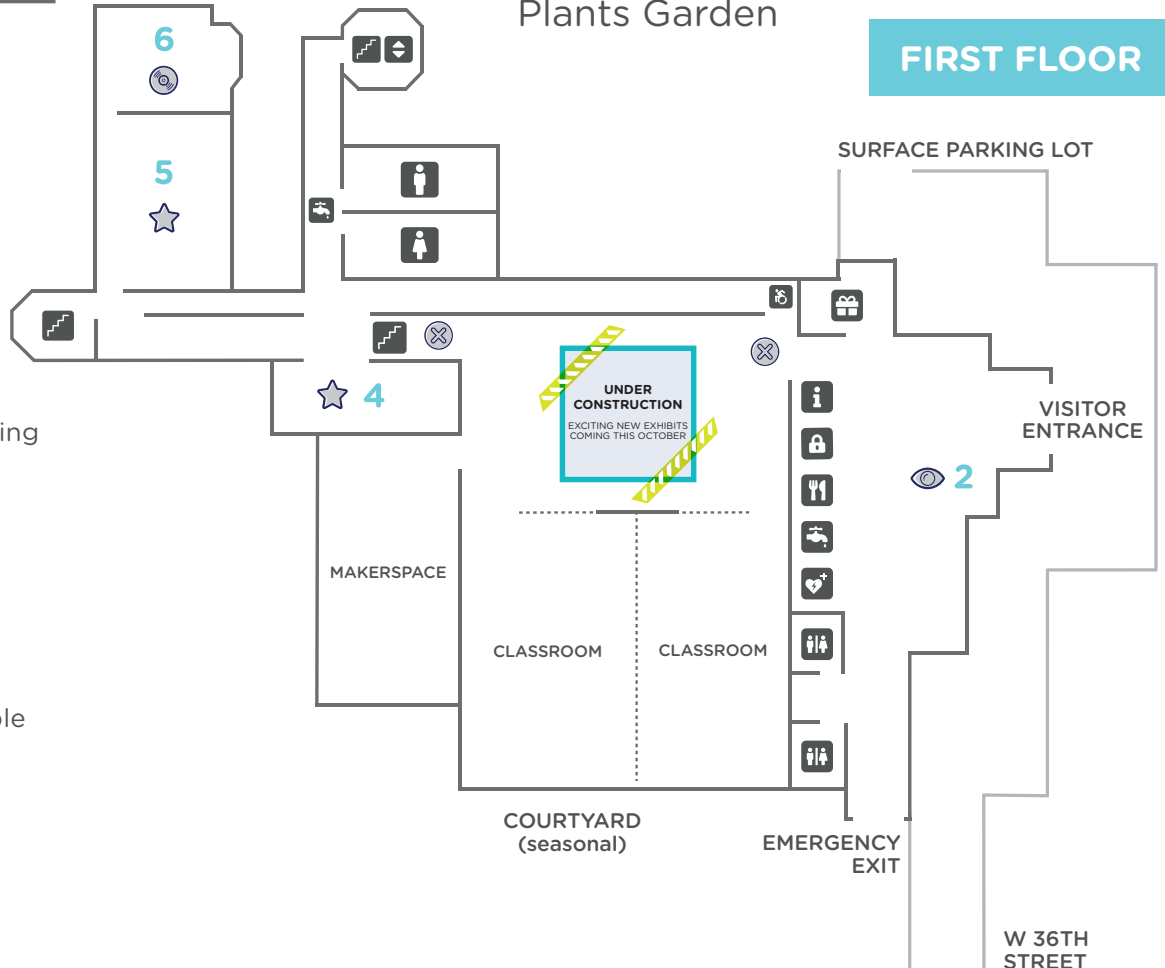 Plants Garden
FIRST FLOOR
6
SURFACE PARKING LOT
5
4
UNDER
CONSTRUCTION
EXCITING NEW EXHIBITS
COMING THIS OCTOBER
VISITOR
ENTRANCE
ing
2
MAKERSPACE
CLASSROOM
CLASSROOM
ole
COURTYARD
(seasonal)
EMERGENCY
EXIT
W 36TH
STREET